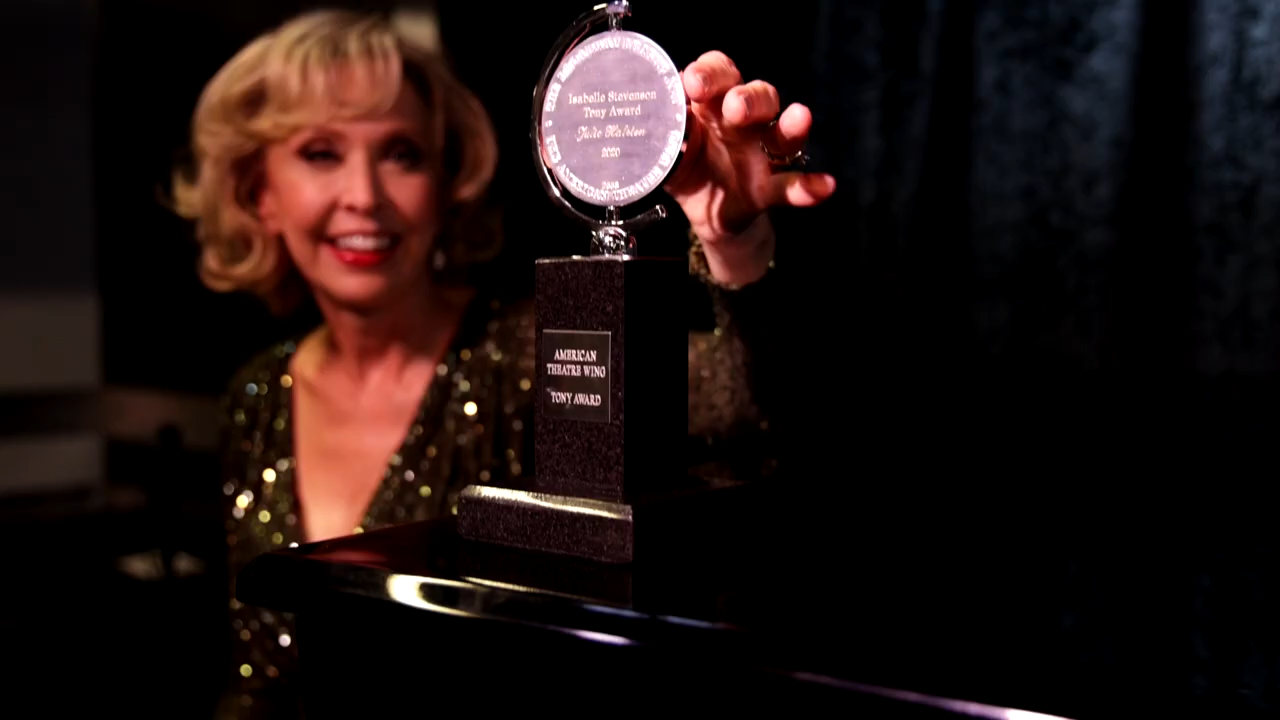 Isabelle Stevenson
Tony Award
Julie Halston
2020
AMERICAN
THEATRE WING
TONY AWARD